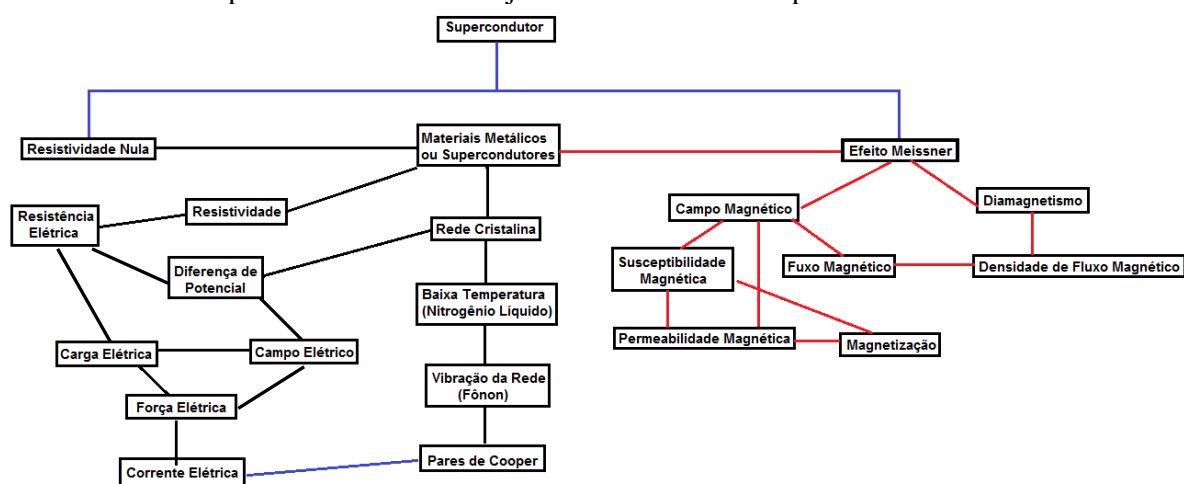 Supercondutor
Resistividade Nula
Materiais Metálicos
ou Supercondutores
Efeito Meissner
Resistência
Elétrica
Resistividade
Rede Cristalina
Campo Magnético
Diamagnetismo
Diferença de
Potencial
Susceptibilidade
Magnética
Fuxo Magnético
Densidade de Fluxo Magnético
Baixa Temperatura
(Nitrogênio Líquido)
Permeabilidade Magnética
Magnetização
Carga Elétrica
Campo Elétrico
Vibração da Rede
(Fônon)
Força Elétrica
Corrente Elétrica
Pares de Cooper